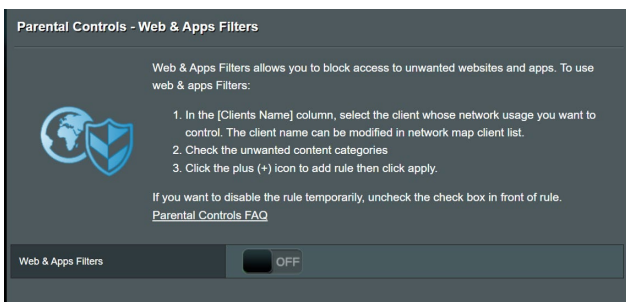 Parental Controls - Web & Apps Filters
Web & Apps Filters allows you to block access to unwanted websites and apps. To use
web & apps Filters:
1. In the [Clients Name] column, select the client whose network usage you want to
control. The client name can be modified in network map client list.
2. Check the unwanted content categories
3. Click the plus (+) icon to add rule then click apply.
If you want to disable the rule temporarily, uncheck the check box in front of rule.
Parental Controls FAQ
Web & Apps Filters
OFF